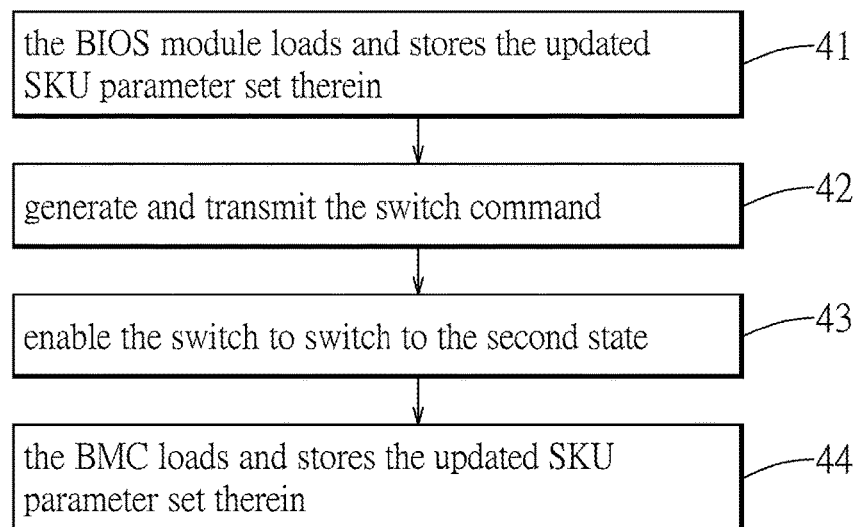 the BIOS module loads and stores the updated
SKU parameter set therein
41
generate and transmit the switch command
42
enable the switch to switch to the second state
43
the BMC loads and stores the updated SKU
parameter set therein
44